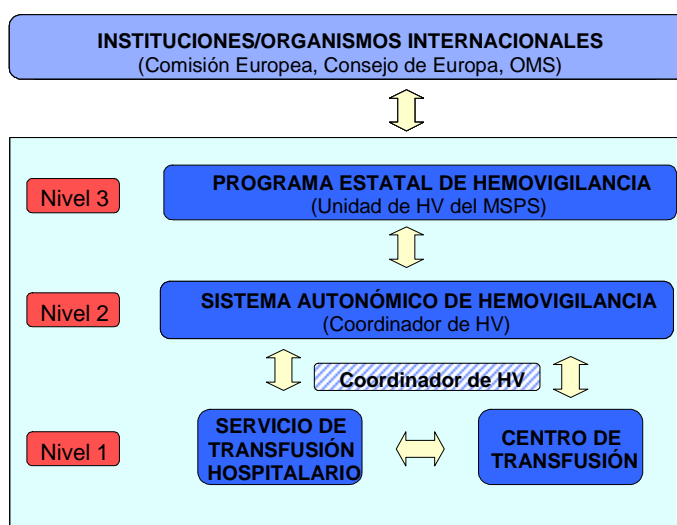 INSTITUCIONES/ORGANISMOS INTERNACIONALES
(Comisión Europea, Consejo de Europa, OMS)
Nivel 3
PROGRAMA ESTATAL DE HEMOVIGILANCIA
(Unidad de HV del MSPS)
Nivel 2
SISTEMA AUTONÓMICO DE HEMOVIGILANCIA
(Coordinador de HV)
Coordinador de HV
Nivel 1
SERVICIO DE
TRANSFUSIÓN
HOSPITALARIO
CENTRO DE
TRANSFUSIÓN